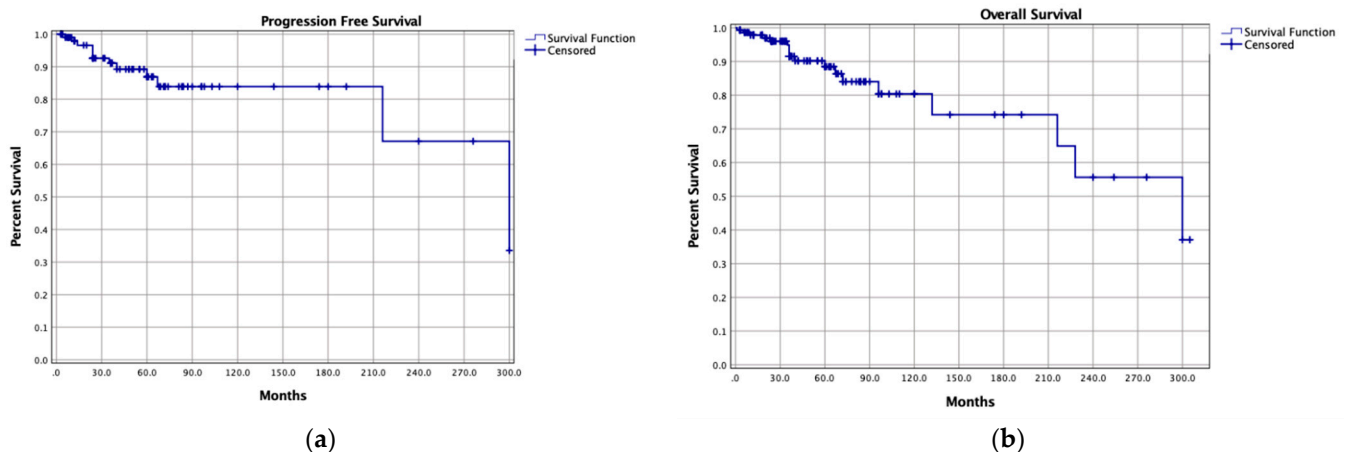 Progression Free Survival
Survival Function
Censored
Percent Survival
1.0
0.9
0.8
0.7
0.6
0.5
0.4
0.3
0.2
0.1
0.0
.0 30.0 60.0 90.0 120.0 150.0 180.0 210.0 240.0 270.0 300.0
Months
(a)
Overall Survival
Survival Function
Censored
Percent Survival
1.0
0.9
0.8
0.7
0.6
0.5
0.4
0.3
0.2
0.1
0.0
.0 30.0 60.0 90.0 120.0 150.0 180.0 210.0 240.0 270.0 300.0
Months
(b)